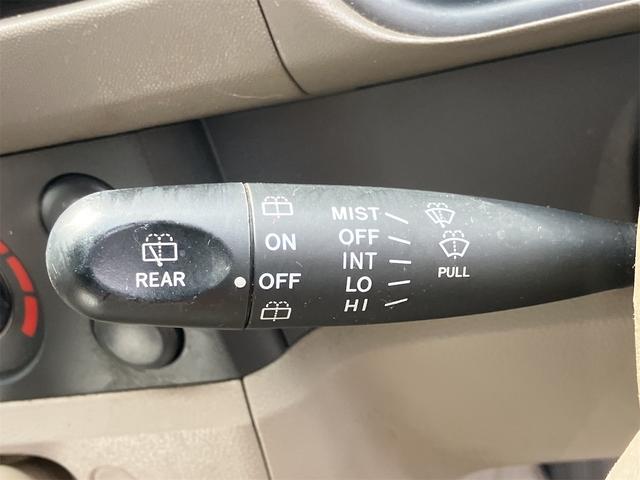 REAR
ON
OFF
MIST
OFF
INT
LO
HI
PULL